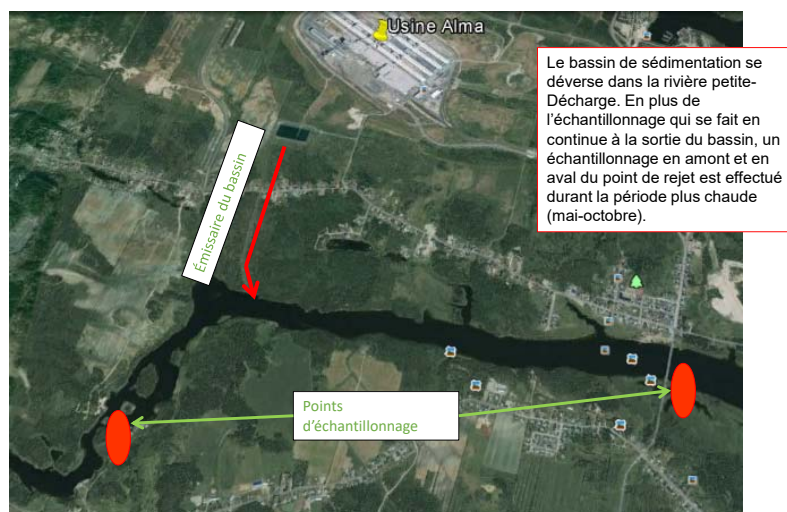 Usine Alma
Le bassin de sédimentation se
déverse dans la rivière petite-
Décharge. En plus de
l'échantillonnage qui se fait en
continue à la sortie du bassin, un
échantillonnage en amont et en
aval du point de rejet est effectué
durant la période plus chaude
(mai-octobre).
Émissaire du bassin
Points
d'échantillonnage